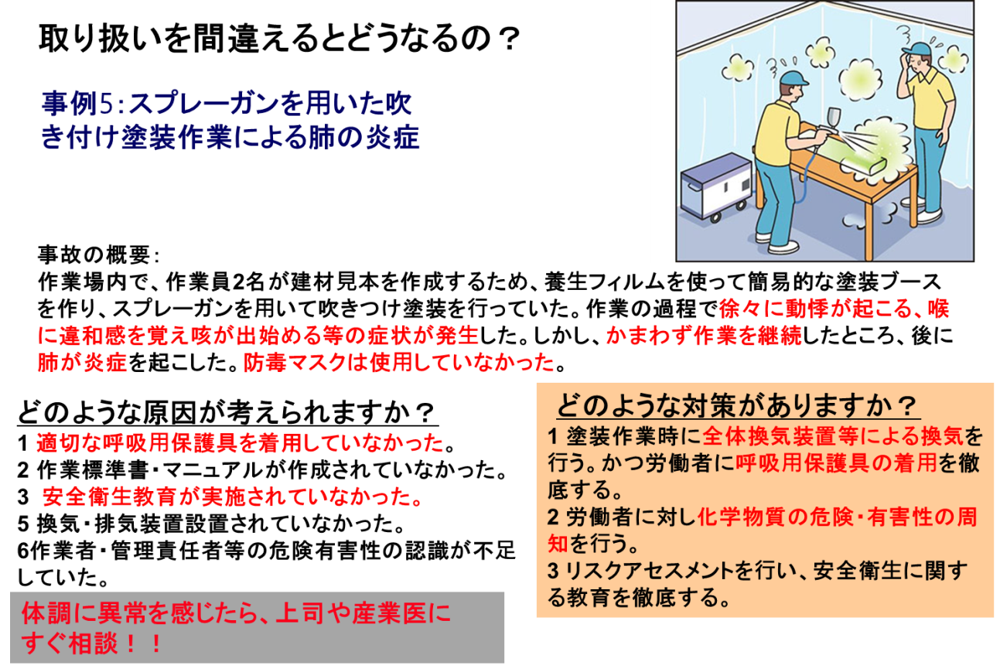 取り扱いを間違えるとどうなるの？
事例5：スプレーガンを用いた吹
き付け塗装作業による肺の炎症
事故の概要：
作業場内で、作業員2名が建材見本を作成するため、養生フィルムを使って簡易的な塗装ブース
を作り、スプレーガンを用いて吹きつけ塗装を行っていた。作業の過程で徐々に動悸が起こる、喉
に違和感を覚え咳が出始める等の症状が発生した。しかし、かまわず作業を継続したところ、後に
肺が炎症を起こした。防毒マスクは使用していなかった。
どのような原因が考えられますか？
1 適切な呼吸用保護具を着用していなかった。
2 作業標準書・マニュアルが作成されていなかった。
3 安全衛生教育が実施されていなかった。
5 換気・排気装置設置されていなかった。
6作業者・管理責任者等の危険有害性の認識が不足
していた。
体調に異常を感じたら、上司や産業医に
すぐ相談！！
どのような対策がありますか？
1 塗装作業時に全体換気装置等による換気を
行う。かつ労働者に呼吸用保護具の着用を徹
底する。
2 労働者に対し化学物質の危険・有害性の周
知を行う。
3 リスクアセスメントを行い、安全衛生に関す
る教育を徹底する。